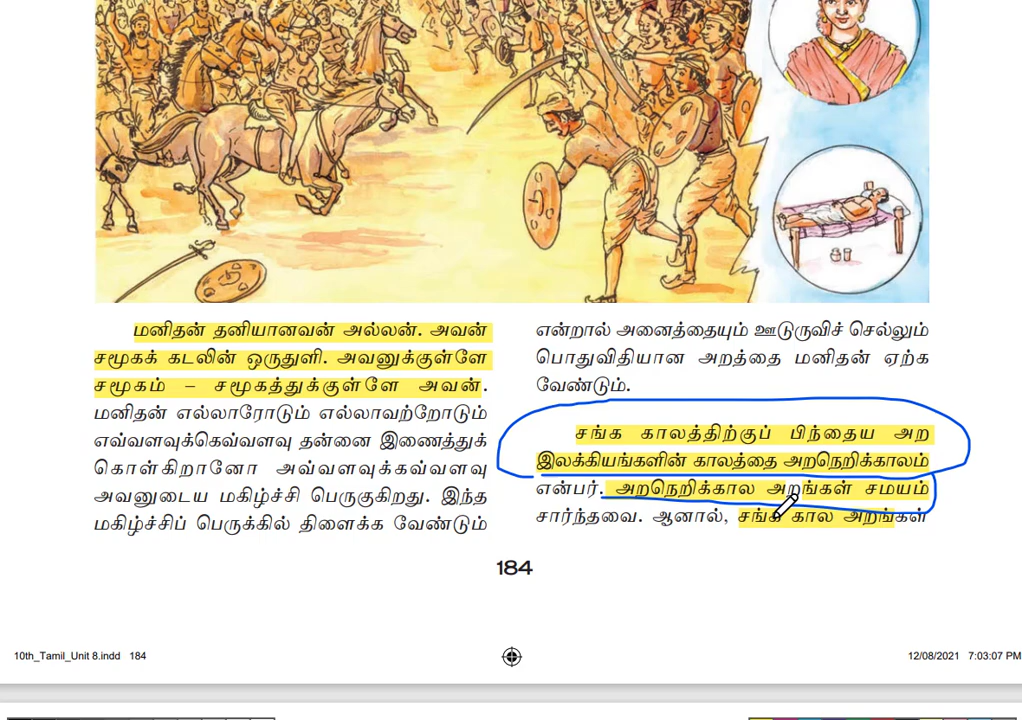 மனிதன் தனியானவன் அல்லன். அவன்
சமூகக் கடலின் ஒருதுளி. அவனுக்குள்ளே
சமூகம் – சமூகத்துக்குள்ளே அவன்.
மனிதன் எல்லாரோடும் எல்லாவற்றோடும்
எவ்வளவுக்கெவ்வளவு தன்னை இணைத்துக்
கொள்கிறானோ அவ்வளவுக்கவ்வளவு
அவனுடைய மகிழ்ச்சி பெருகுகிறது. இந்த
மகிழ்ச்சிப் பெருக்கில் திளைக்க வேண்டும்
என்றால் அனைத்தையும் ஊடுருவிச் செல்லும்
பொதுவிதியான அறத்தை மனிதன் ஏற்க
வேண்டும்.
சங்க காலத்திற்குப் பிந்தைய அற
இலக்கியங்களின் காலத்தை அறநெறிக்காலம்
என்பர். அறநெறிக்கால அறங்கள் சமயம்
சார்ந்தவை. ஆனால், சங்க கால அறங்கள்
184
10th_Tamil_Unit 8.indd 184
12/08/2021 7:03:07 PM